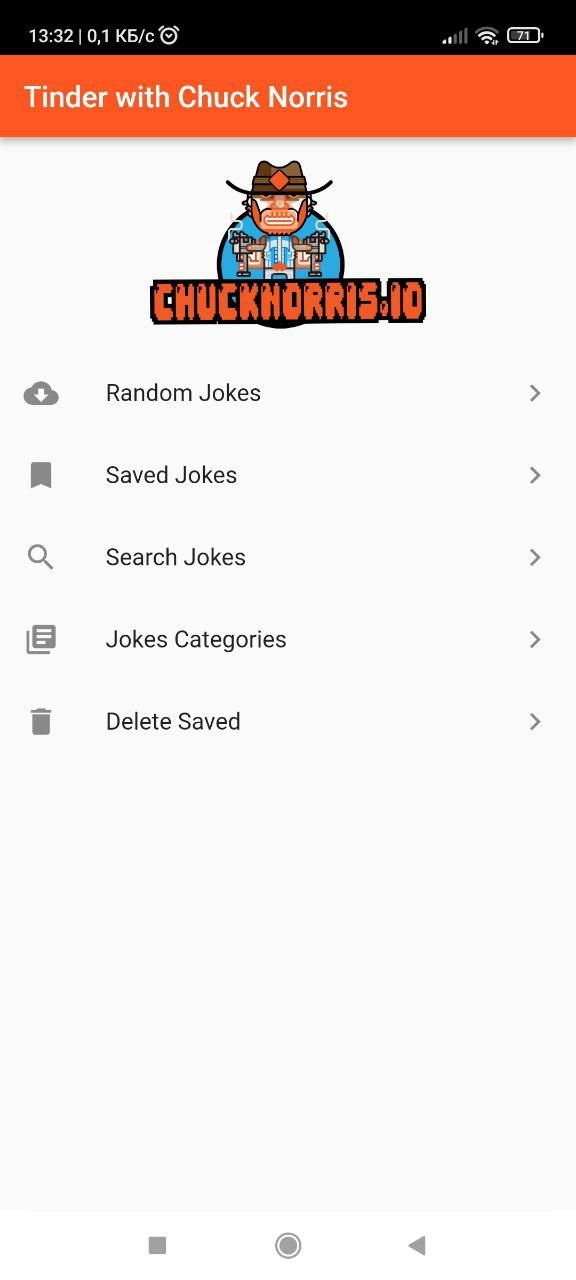 13:32 | 0,1 КБ/с
71
Tinder with Chuck Norris
CHUCKNORRIS.IO
Random Jokes
Saved Jokes
Search Jokes
Jokes Categories
Delete Saved